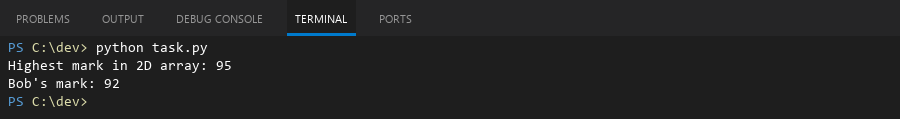 PROBLEMS OUTPUT DEBUG CONSOLE TERMINAL PORTS
PS C:\dev> python task.py
Highest mark in 2D array: 95
Bob's mark: 92
PS C:\dev>